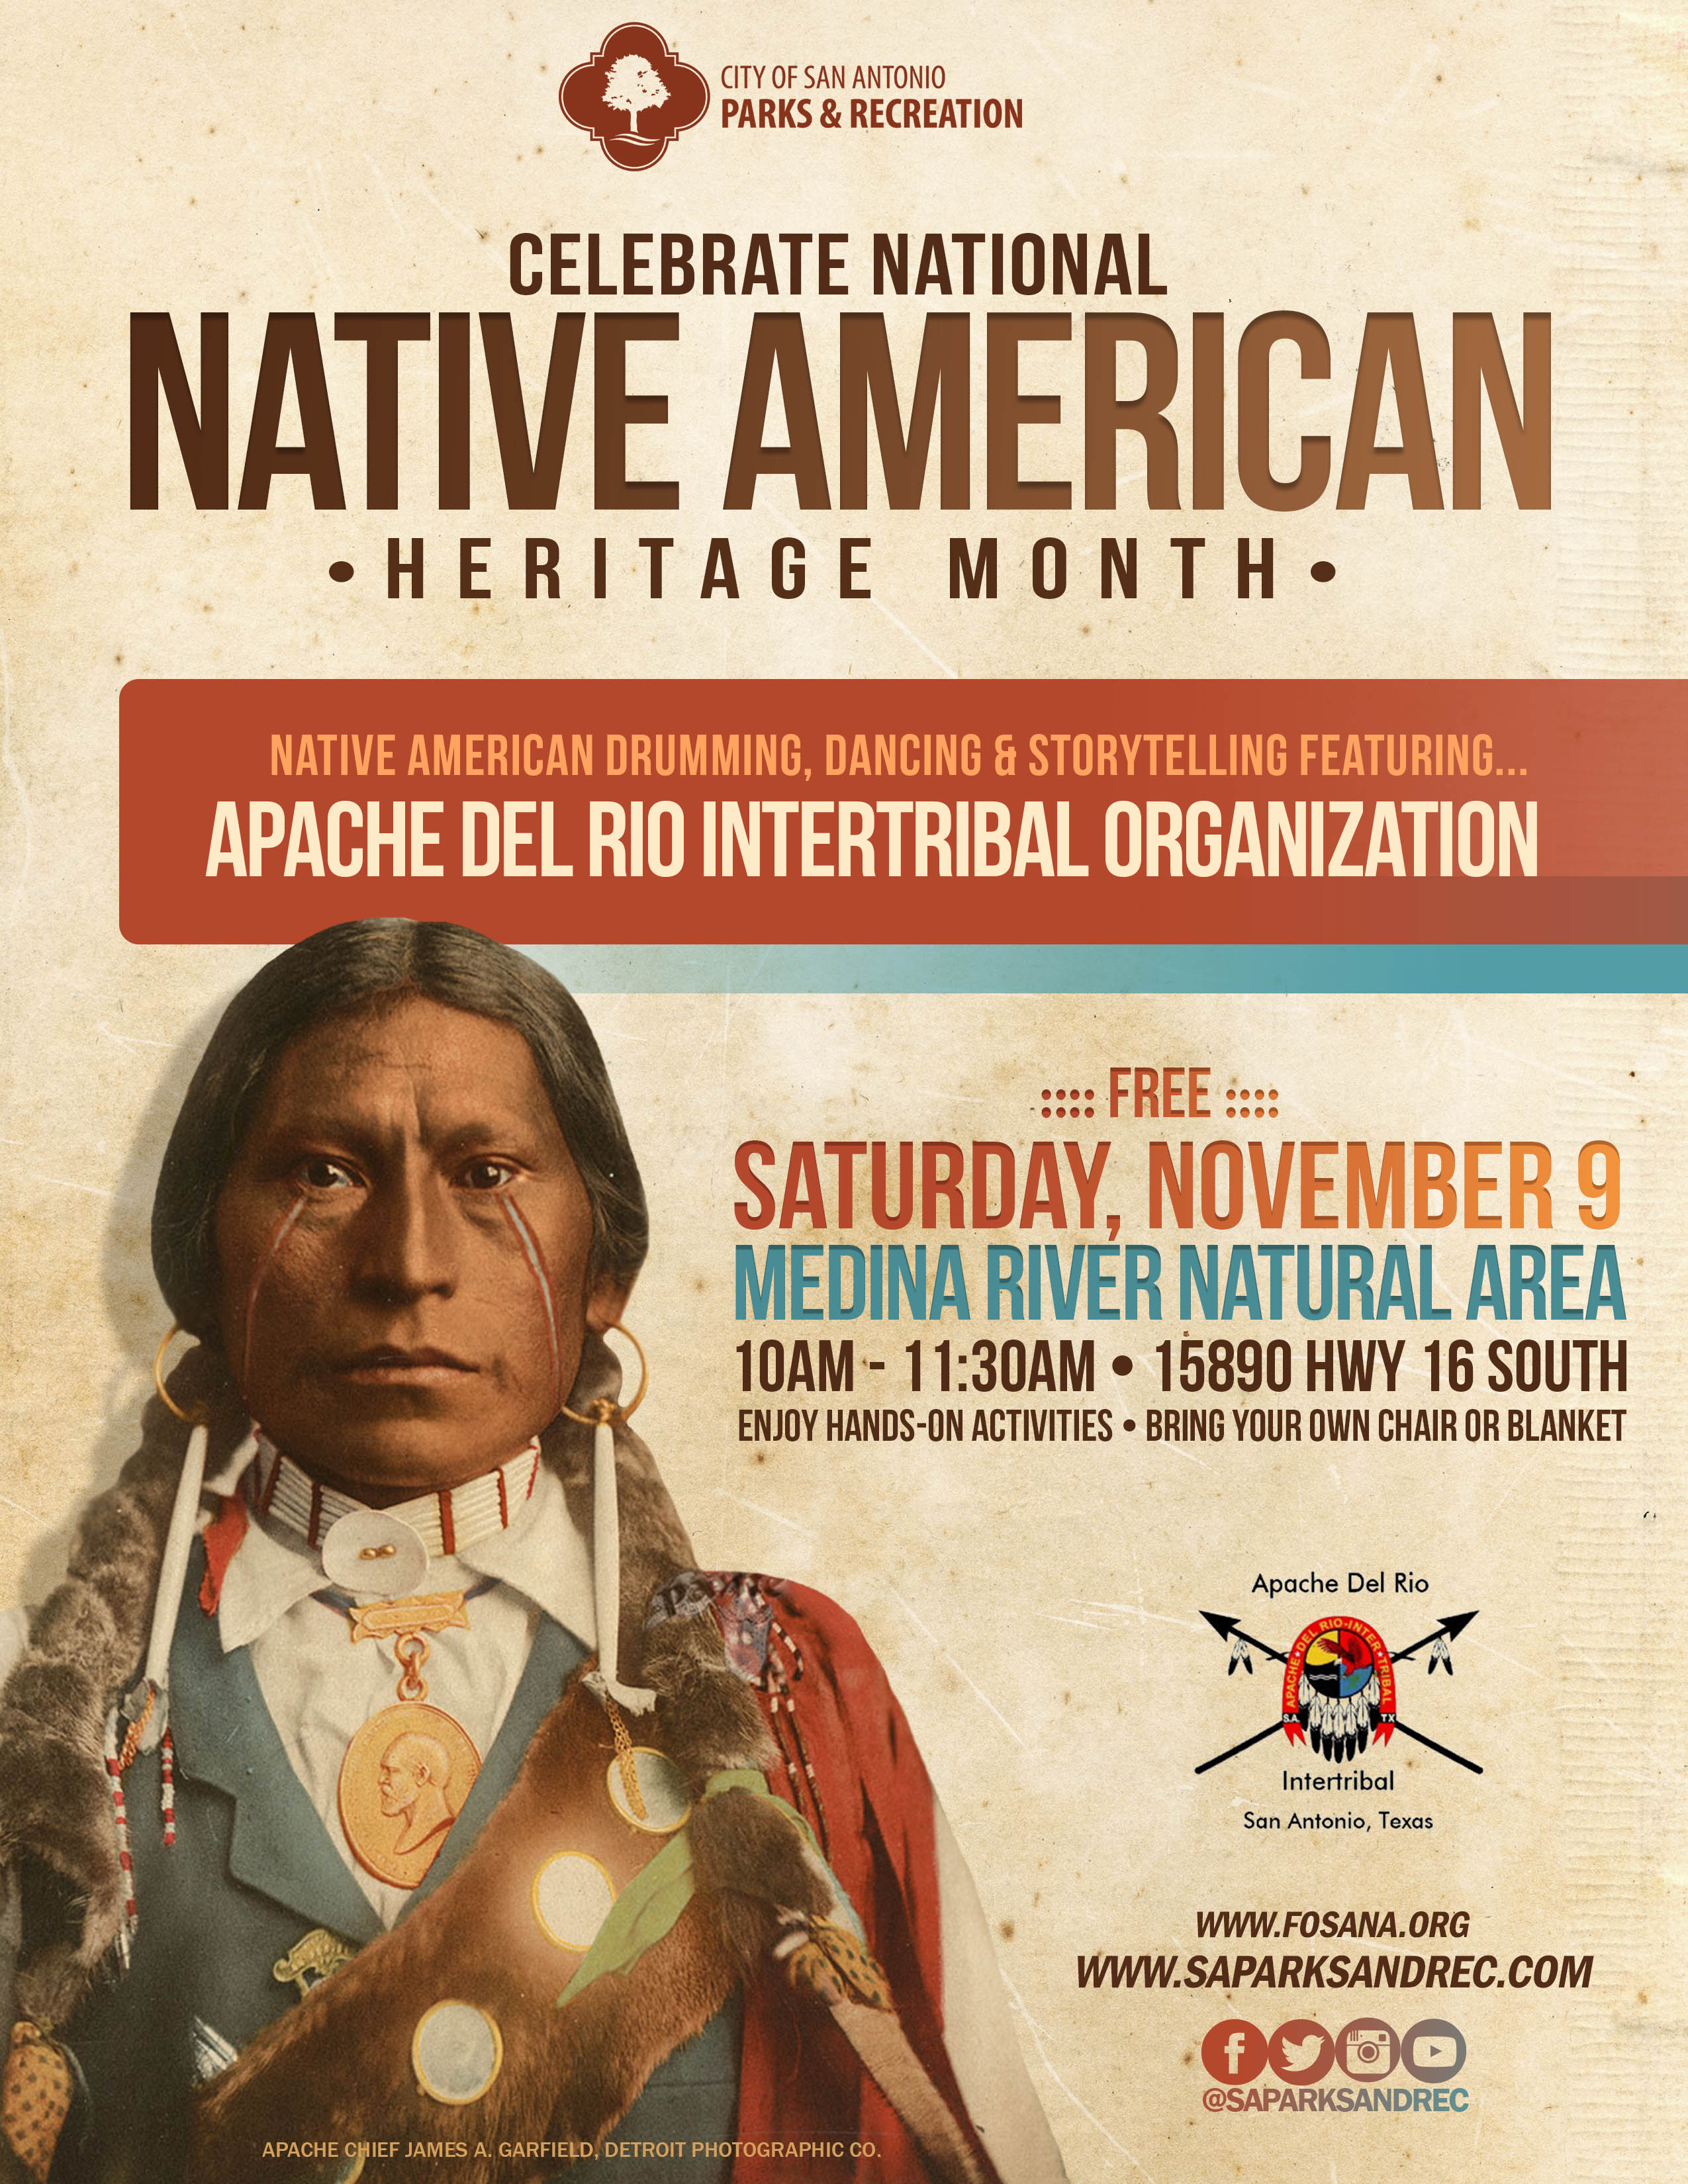 CITY OF SAN ANTONIO
PARKS & RECREATION
CELEBRATE NATIONAL
NATIVE AMERICAN
•HERITAGE MONTH•
NATIVE AMERICAN DRUMMING, DANCING & STORYTELLING FEATURING...
APACHE DEL RIO INTERTRIBAL ORGANIZATION
FREE
SATURDAY, NOVEMBER 9
MEDINA RIVER NATURAL AREA
10AM - 11:30AM • 15890 HWY 16 SOUTH
ENJOY HANDS-ON ACTIVITIES • BRING YOUR OWN CHAIR OR BLANKET
Apache Del Rio
APACHE•DEL RIO-INTER•TRIBAL
S.A. TX
Intertribal
San Antonio, Texas
WWW.FOSANA.ORG
WWW.SAPARKSANDREC.COM
@SAPARKSANDREC
APACHE CHIEF JAMES A. GARFIELD, DETROIT PHOTOGRAPHIC CO.